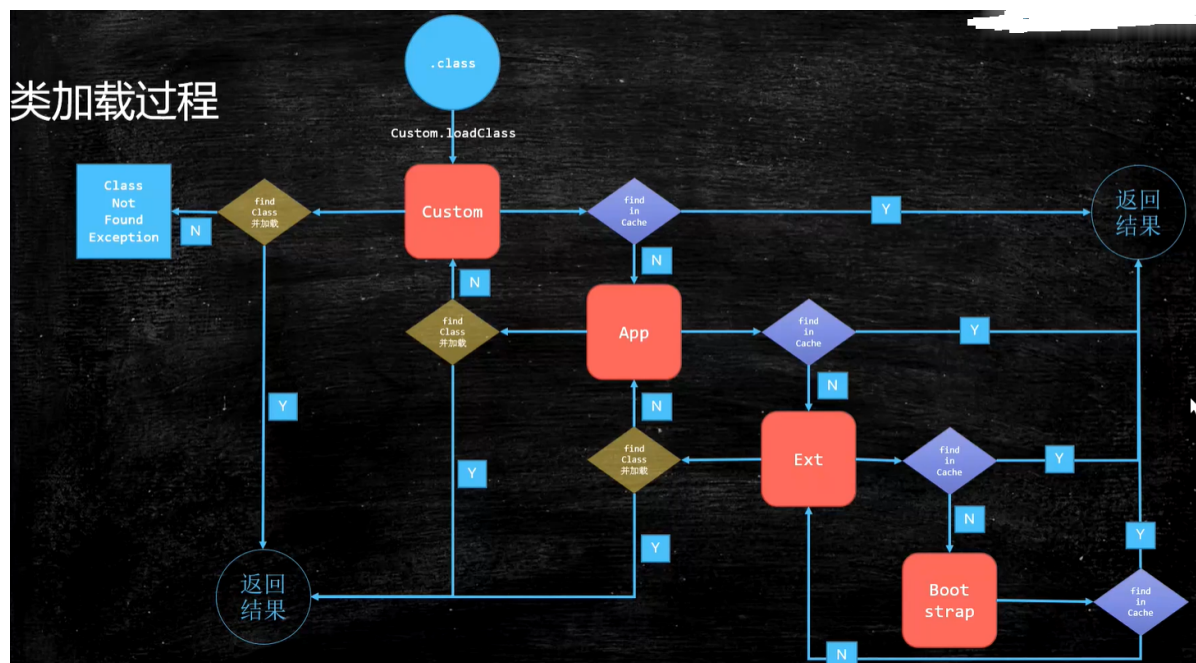 .class
类加载过程
Custom.loadClass
Class
Not
Found
Exception
N
find
Class
并加载
Custom
find
in
Cache
Y
返回
结果
N
N
find
Class
并加载
App
find
in
Cache
Y
N
Y
N
find
Class
并加载
Ext
find
in
Cache
Y
Y
N
Y
Y
返回
结果
Boot
strap
find
in
Cache
N